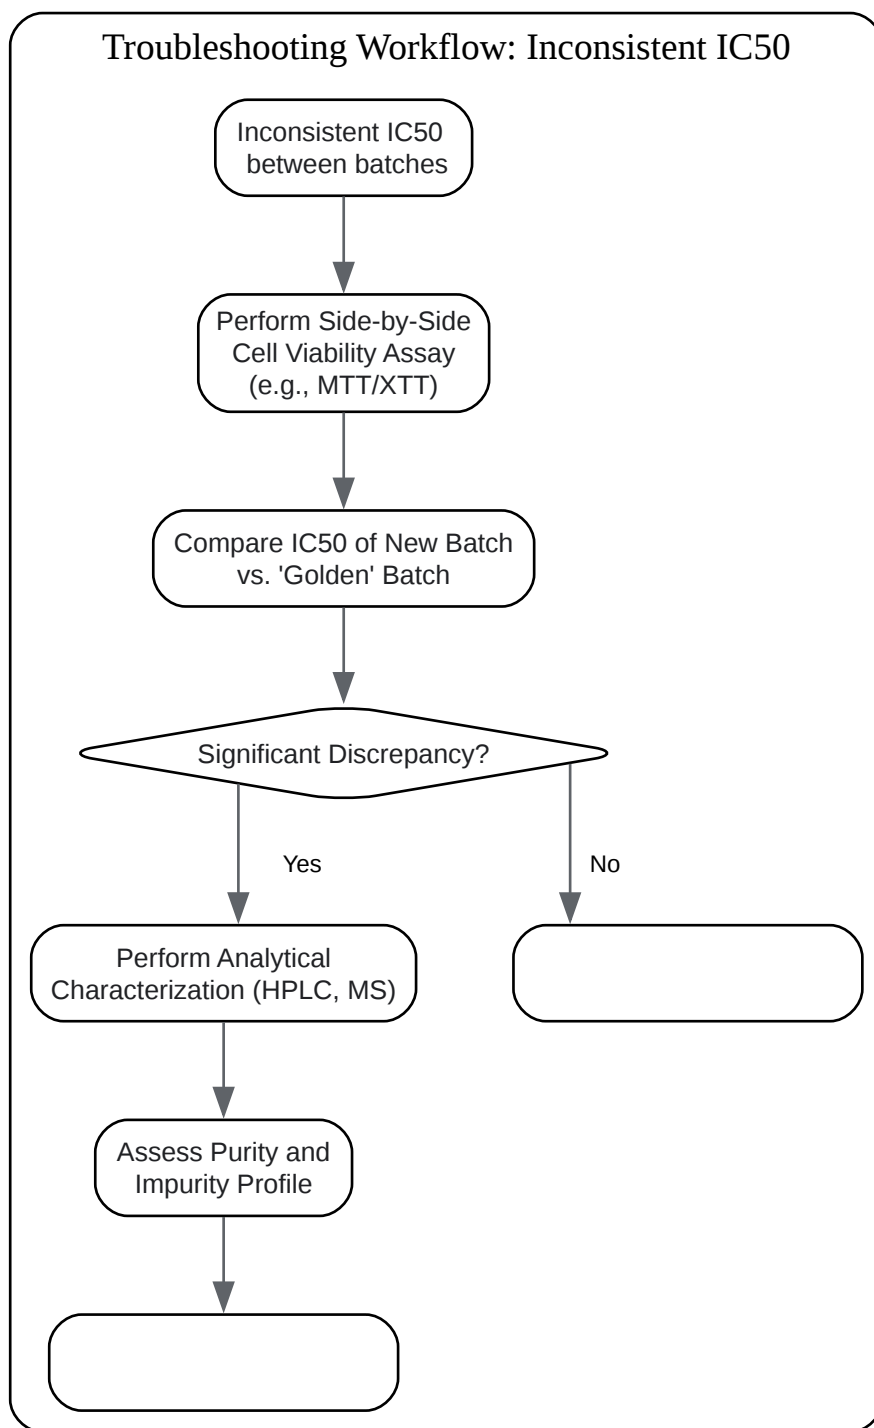 Troubleshooting Workflow: Inconsistent IC50
Inconsistent IC50
between batches
Perform Side-by-Side
Cell Viability Assay
(e.g., MTT/XTT)
Compare IC50 of New Batch
vs. 'Golden' Batch
Significant Discrepancy?
Yes
No
Perform Analytical
Characterization (HPLC, MS)
Assess Purity and
Impurity Profile